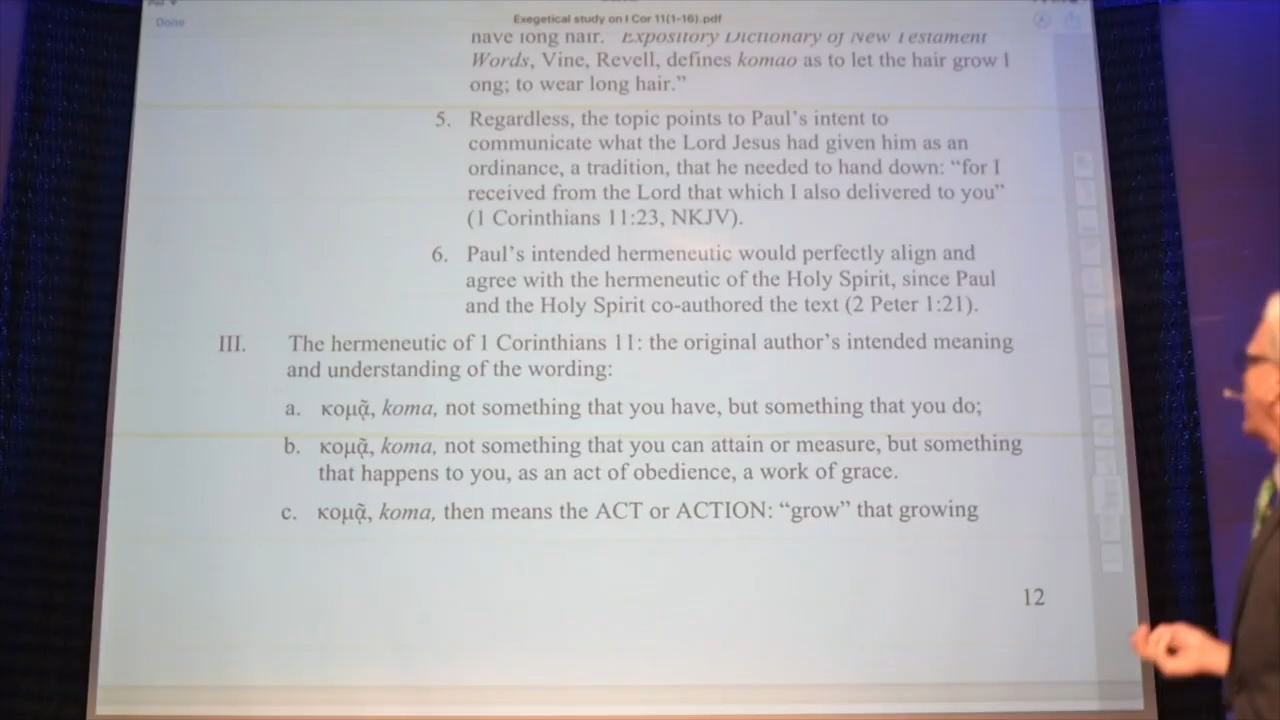 Done
Exegetical study on I Cor 11(1-16).pdf
have long hair. Expository Dictionary of New Testament
Words, Vine, Revell, defines komao as to let the hair grow l
ong; to wear long hair.”
5. Regardless, the topic points to Paul’s intent to
communicate what the Lord Jesus had given him as an
ordinance, a tradition, that he needed to hand down: “for I
received from the Lord that which I also delivered to you”
(1 Corinthians 11:23, NKJV).
6. Paul’s intended hermeneutic would perfectly align and
agree with the hermeneutic of the Holy Spirit, since Paul
and the Holy Spirit co-authored the text (2 Peter 1:21).
III. The hermeneutic of 1 Corinthians 11: the original author’s intended meaning
and understanding of the wording:
a. κομᾷ, koma, not something that you have, but something that you do;
b. κομᾷ, koma, not something that you can attain or measure, but something
that happens to you, as an act of obedience, a work of grace.
c. κομᾷ, koma, then means the ACT or ACTION: “grow” that growing
12